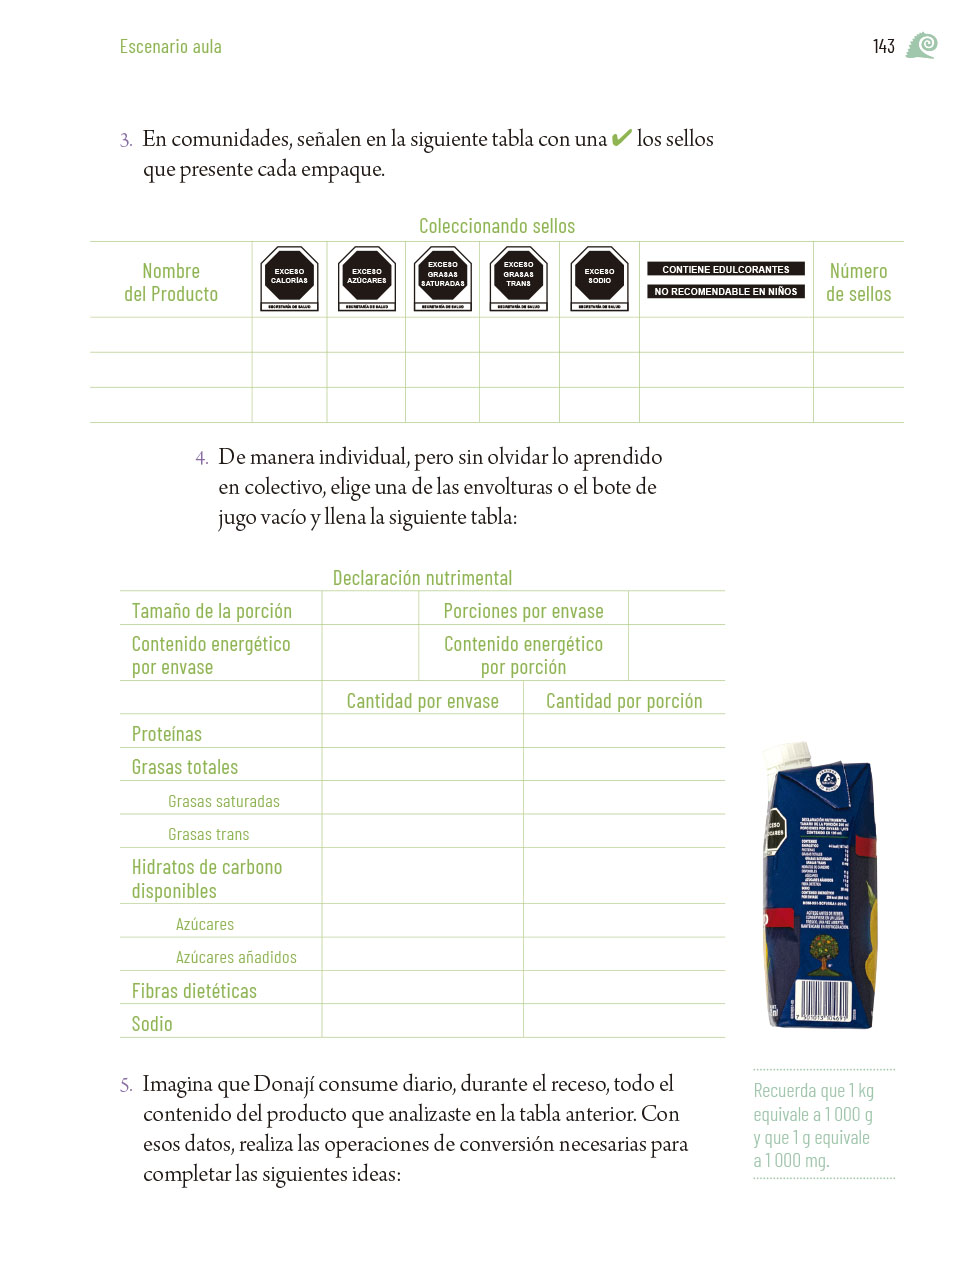 Escenario aula
143
3. En comunidades, señalen en la siguiente tabla con una ✔ los sellos
que presente cada empaque.
Coleccionando sellos
Nombre
del Producto
EXCESO
CALORÍAS
SECRETARÍA DE SALUD
EXCESO
AZÚCARES
SECRETARÍA DE SALUD
EXCESO
GRASAS
SATURADAS
SECRETARÍA DE SALUD
EXCESO
GRASAS
TRANS
SECRETARÍA DE SALUD
EXCESO
SODIO
SECRETARÍA DE SALUD
CONTIENE EDULCORANTES
NO RECOMENDABLE EN NIÑOS
Número
de sellos
4. De manera individual, pero sin olvidar lo aprendido
en colectivo, elige una de las envolturas o el bote de
jugo vacío y llena la siguiente tabla:
Declaración nutrimental
Tamaño de la porción
Porciones por envase
Contenido energético
por envase
Contenido energético
por porción
Cantidad por envase
Cantidad por porción
Proteínas
Grasas totales
Grasas saturadas
Grasas trans
Hidratos de carbono
disponibles
Azúcares
Azúcares añadidos
Fibras dietéticas
Sodio
DECLARACIÓN NUTRIMENTAL
5. Imagina que Donají consume diario, durante el receso, todo el
contenido del producto que analizaste en la tabla anterior. Con
esos datos, realiza las operaciones de conversión necesarias para
completar las siguientes ideas:
Recuerda que 1 kg
equivale a 1 000 g
y que 1 g equivale
a 1 000 mg.